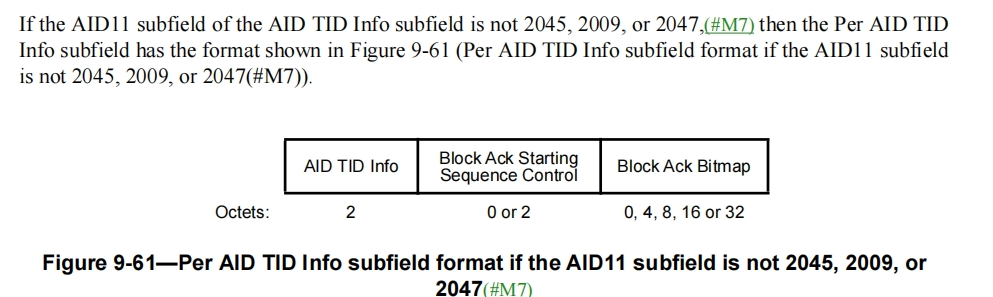 If the AID11 subfield of the AID TID Info subfield is not 2045, 2009, or 2047,(#M7) then the Per AID TID
Info subfield has the format shown in Figure 9-61 (Per AID TID Info subfield format if the AID11 subfield
is not 2045, 2009, or 2047(#M7)).
AID TID Info
Block Ack Starting
Sequence Control
Block Ack Bitmap
Octets: 2 0 or 2 0, 4, 8, 16 or 32
Figure 9-61—Per AID TID Info subfield format if the AID11 subfield is not 2045, 2009, or
2047(#M7)